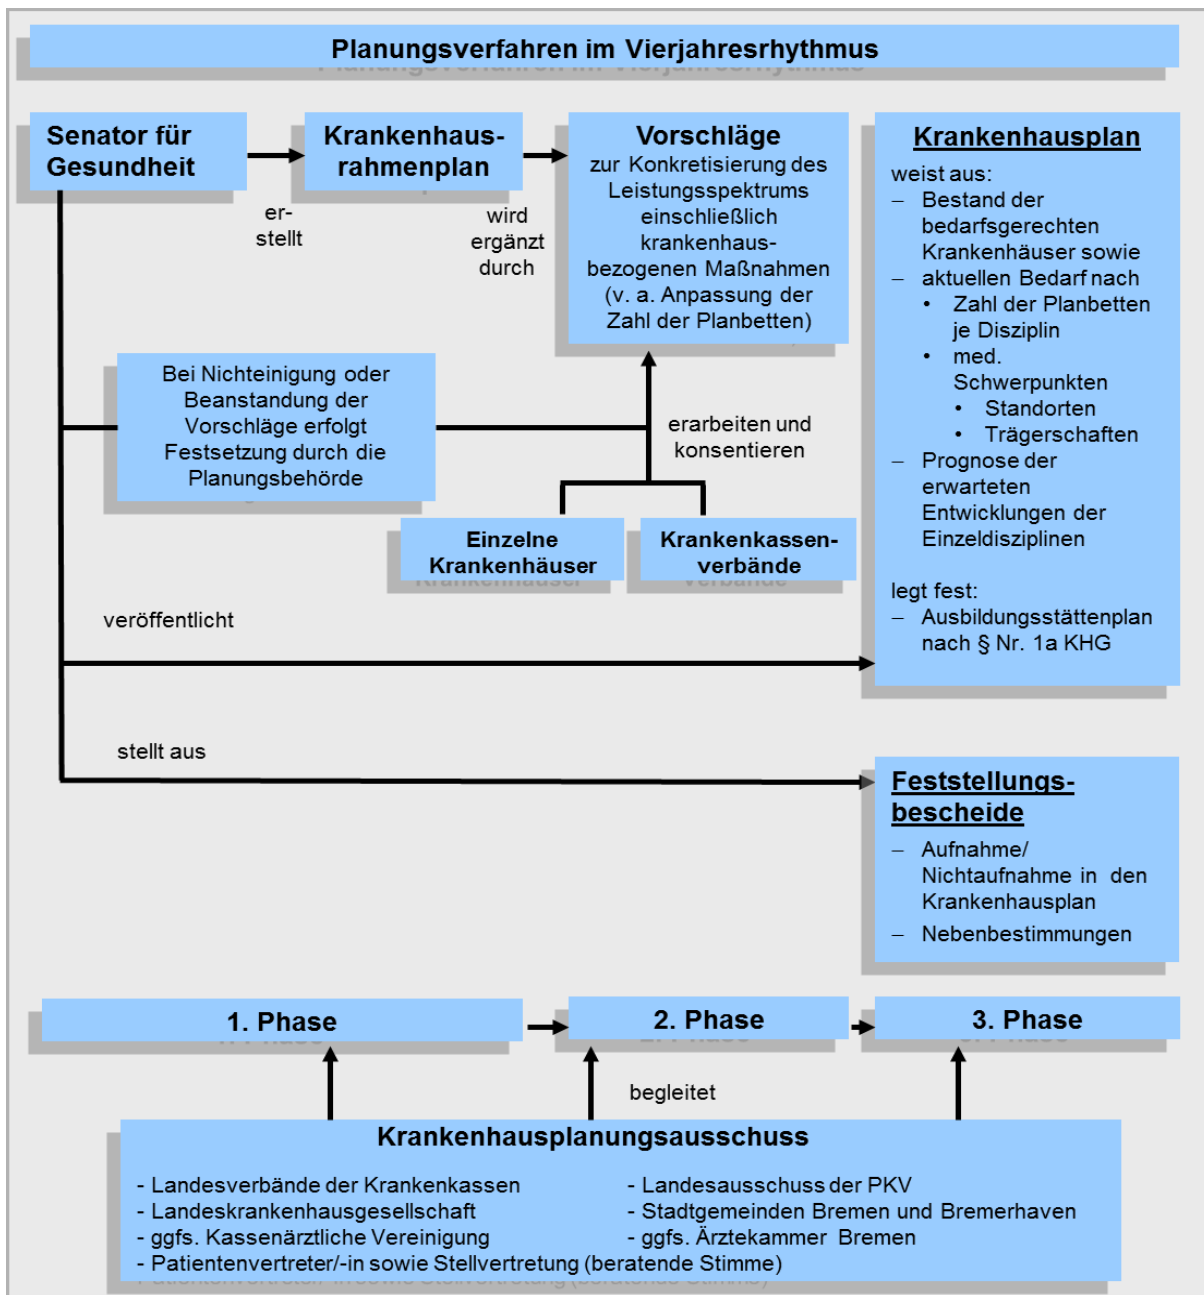 Planungsverfahren im Vierjahresrhythmus
Senator für
Gesundheit
er-
stellt
Krankenhaus-
rahmenplan
wird
ergänzt
durch
Vorschläge
zur Konkretisierung des
Leistungsspektrums
einschließlich
krankenhaus-
bezogenen Maßnahmen
(v. a. Anpassung der
Zahl der Planbetten)
Krankenhausplan
weist aus:
– Bestand der
bedarfsgerechten
Krankenhäuser sowie
– aktuellen Bedarf nach
• Zahl der Planbetten
je Disziplin
• med.
Schwerpunkten
• Standorten
• Trägerschaften
– Prognose der
erwarteten
Entwicklungen der
Einzeldisziplinen
legt fest:
– Ausbildungsstättenplan
nach § Nr. 1a KHG
Bei Nichteinigung oder
Beanstandung der
Vorschläge erfolgt
Festsetzung durch die
Planungsbehörde
erarbeiten und
konsentieren
Einzelne
Krankenhäuser
Krankenkassen-
verbände
veröffentlicht
stellt aus
Feststellungs-
bescheide
– Aufnahme/
Nichtaufnahme in den
Krankenhausplan
– Nebenbestimmungen
1. Phase
2. Phase
3. Phase
begleitet
Krankenhausplanungsausschuss
- Landesverbände der Krankenkassen
- Landeskrankenhausgesellschaft
- ggfs. Kassenärztliche Vereinigung
- Landesausschuss der PKV
- Stadtgemeinden Bremen und Bremerhaven
- ggfs. Ärztekammer Bremen
- Patientenvertreter/-in sowie Stellvertretung (beratende Stimme)